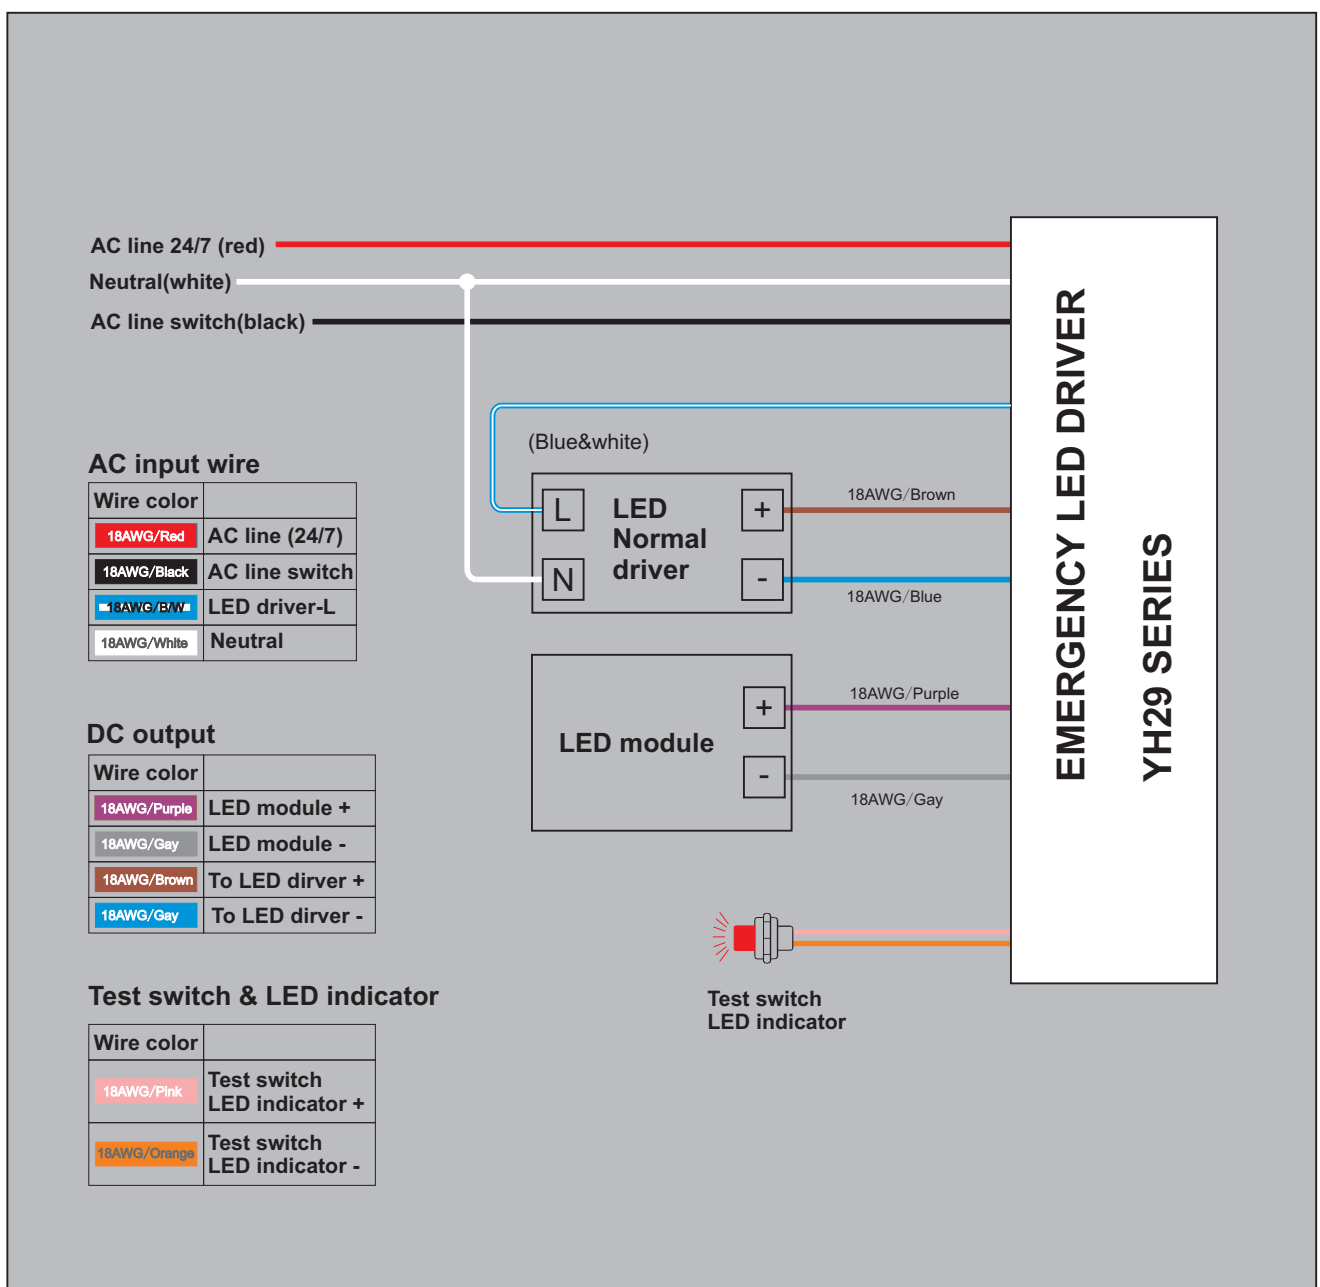 AC line 24/7 (red)
Neutral(white)
AC line switch(black)
(Blue&white)
L
N
LED
Normal
driver
+
-
18AWG/Brown
18AWG/Blue
LED module
+
-
18AWG/Purple
18AWG/Gay
EMERGENCY LED DRIVER
YH29 SERIES
Test switch
LED indicator
AC input wire
Wire color
18AWG/Red AC line (24/7)
18AWG/Black AC line switch
18AWG/B/W LED driver-L
18AWG/White Neutral
DC output
Wire color
18AWG/Purple LED module +
18AWG/Gay LED module -
18AWG/Brown To LED dirver +
18AWG/Gay To LED dirver -
Test switch & LED indicator
Wire color
18AWG/Pink Test switch
LED indicator +
18AWG/Orange Test switch
LED indicator -